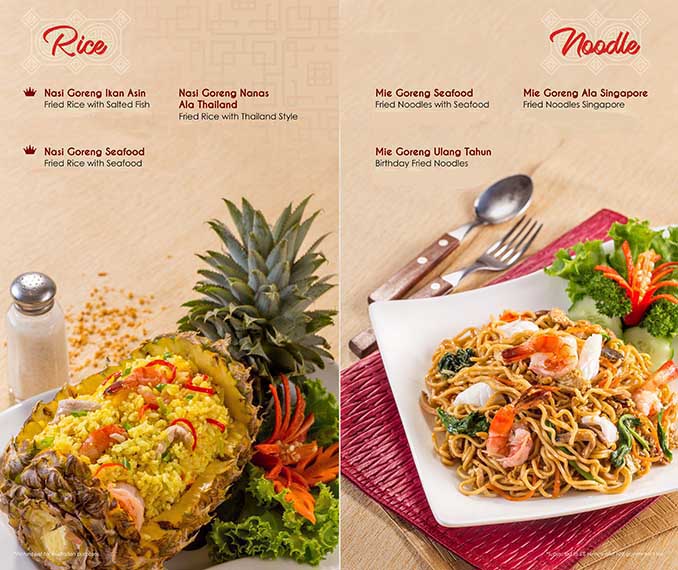 Rice
Nasi Goreng Ikan Asin
Fried Rice with Salted Fish
Nasi Goreng Nanas
Ala Thailand
Fried Rice with Thailand Style
Nasi Goreng Seafood
Fried Rice with Seafood
Noodle
Mie Goreng Seafood
Fried Noodles with Seafood
Mie Goreng Ala Singapore
Fried Noodles Singapore
Mie Goreng Ulang Tahun
Birthday Fried Noodles